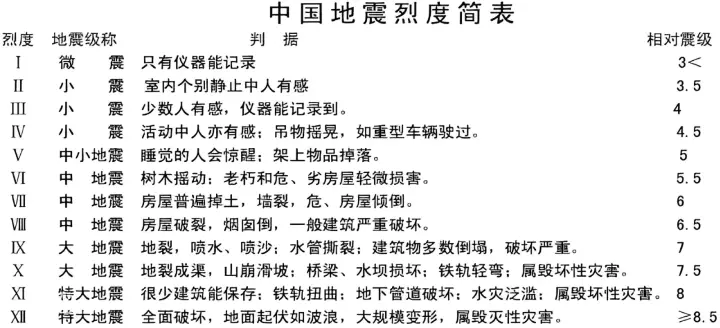 中国地震烈度简表
烈度 地震级称 判 据 相对震级
Ⅰ 微 震 只有仪器能记录 3<
Ⅱ 小 震 室内个别静止中人有感 3.5
Ⅲ 小 震 少数人有感，仪器能记录到。 4
Ⅳ 小 震 活动中人亦有感；吊物摇晃，如重型车辆驶过。 4.5
Ⅴ 中小地震 睡觉的人会惊醒；架上物品掉落。 5
Ⅵ 中 地震 树木摇动；老朽和危、劣房屋轻微损害。 5.5
Ⅶ 中 地震 房屋普遍掉土，墙裂，危、房屋倾倒。 6
Ⅷ 中 地震 房屋破裂，烟囱倒，一般建筑严重破坏。 6.5
Ⅸ 大 地震 地裂，喷水、喷沙；水管撕裂；建筑物多数倒塌，破坏严重。 7
Ⅹ 大 地震 地裂成渠，山崩滑坡；桥梁、水坝损坏；铁轨轻弯；属毁坏性灾害。 7.5
Ⅺ 特大地震 很少建筑能保存；铁轨扭曲；地下管道破坏；水灾泛滥；属毁坏性灾害。 8
Ⅻ 特大地震 全面破坏，地面起伏如波浪，大规模变形，属毁灭性灾害。 ≥8.5